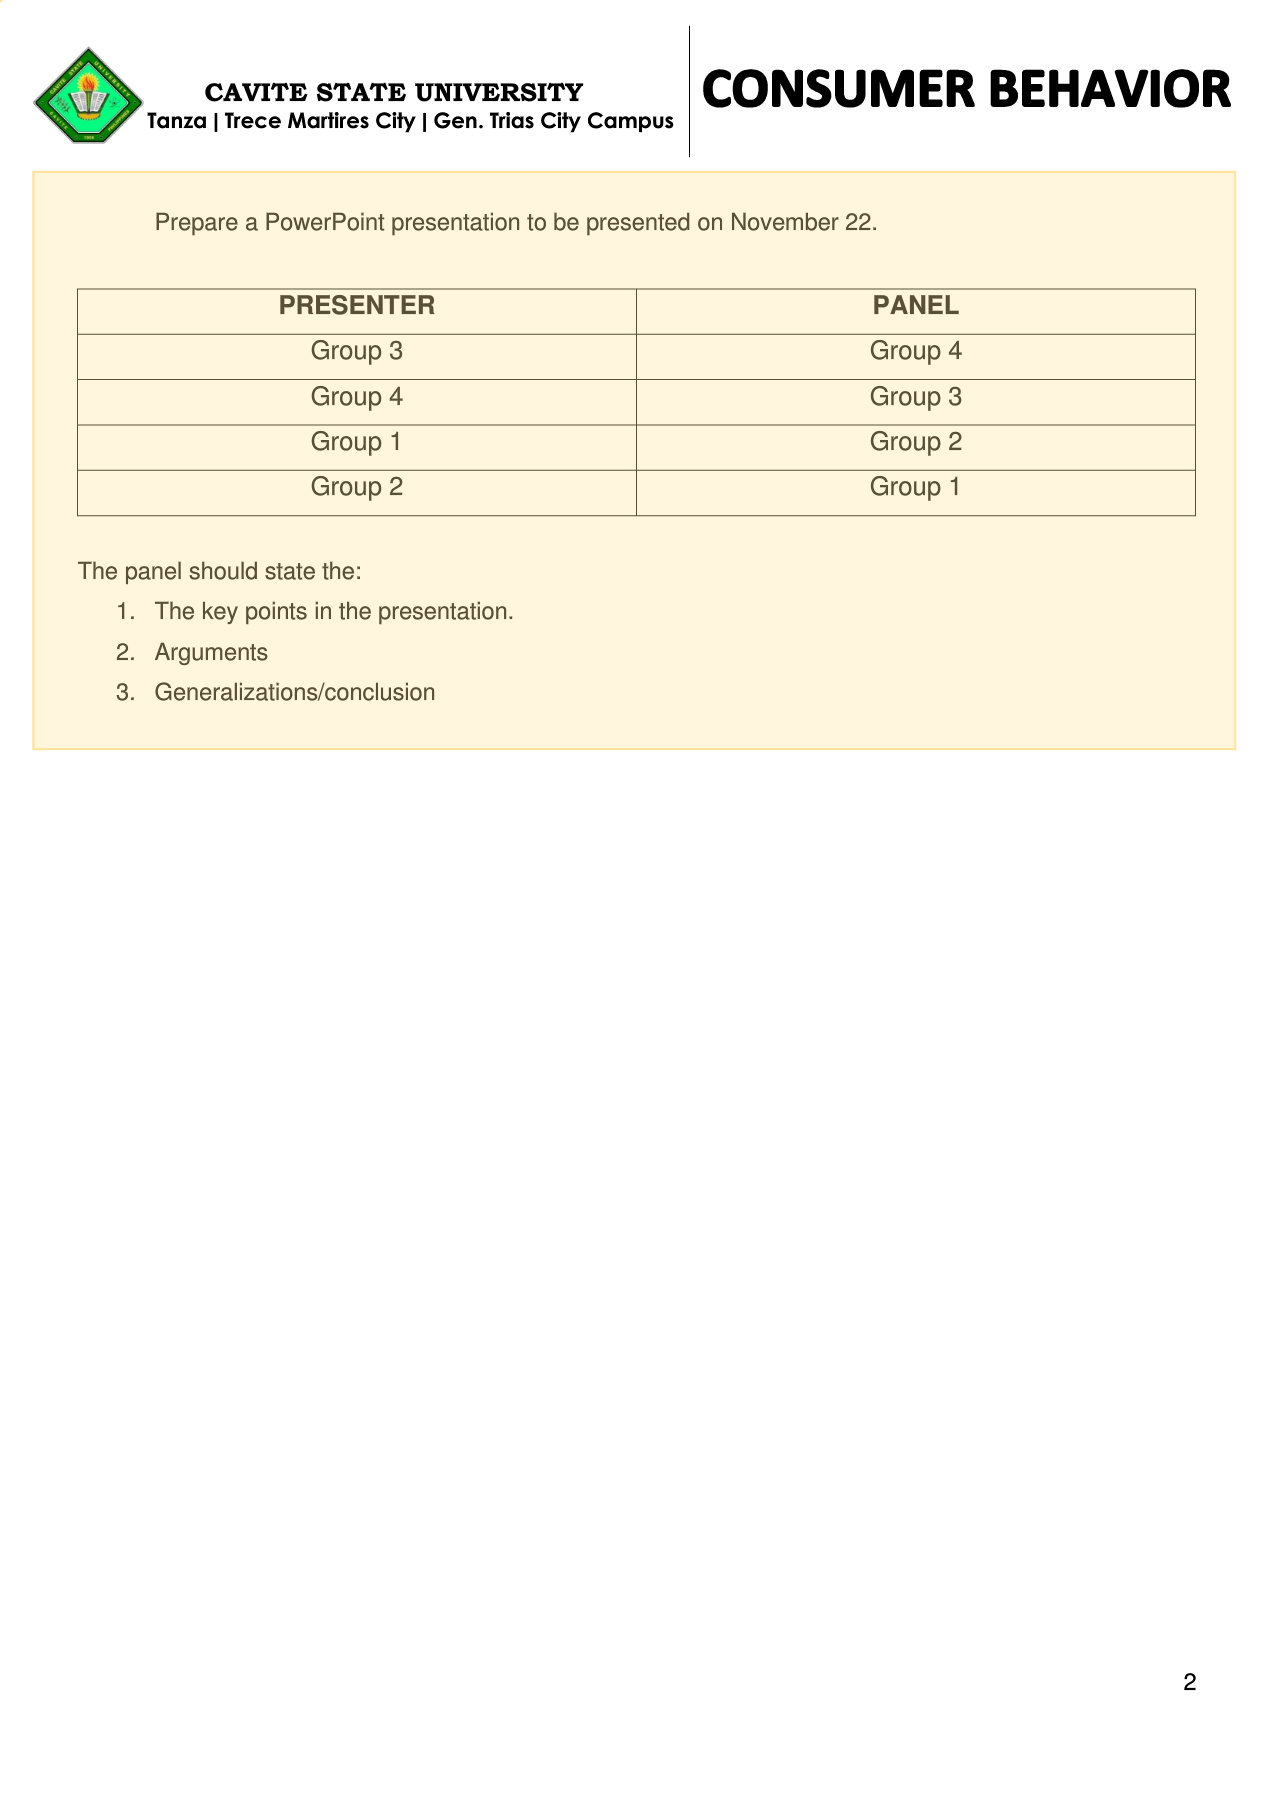 CAVITE STATE UNIVERSITY
Tanza | Trece Martires City | Gen. Trias City Campus
CONSUMER BEHAVIOR
Prepare a PowerPoint presentation to be presented on November 22.
PRESENTER PANEL
Group 3 Group 4
Group 4 Group 3
Group 1 Group 2
Group 2 Group 1
The panel should state the:
1. The key points in the presentation.
2. Arguments
3. Generalizations/conclusion
2